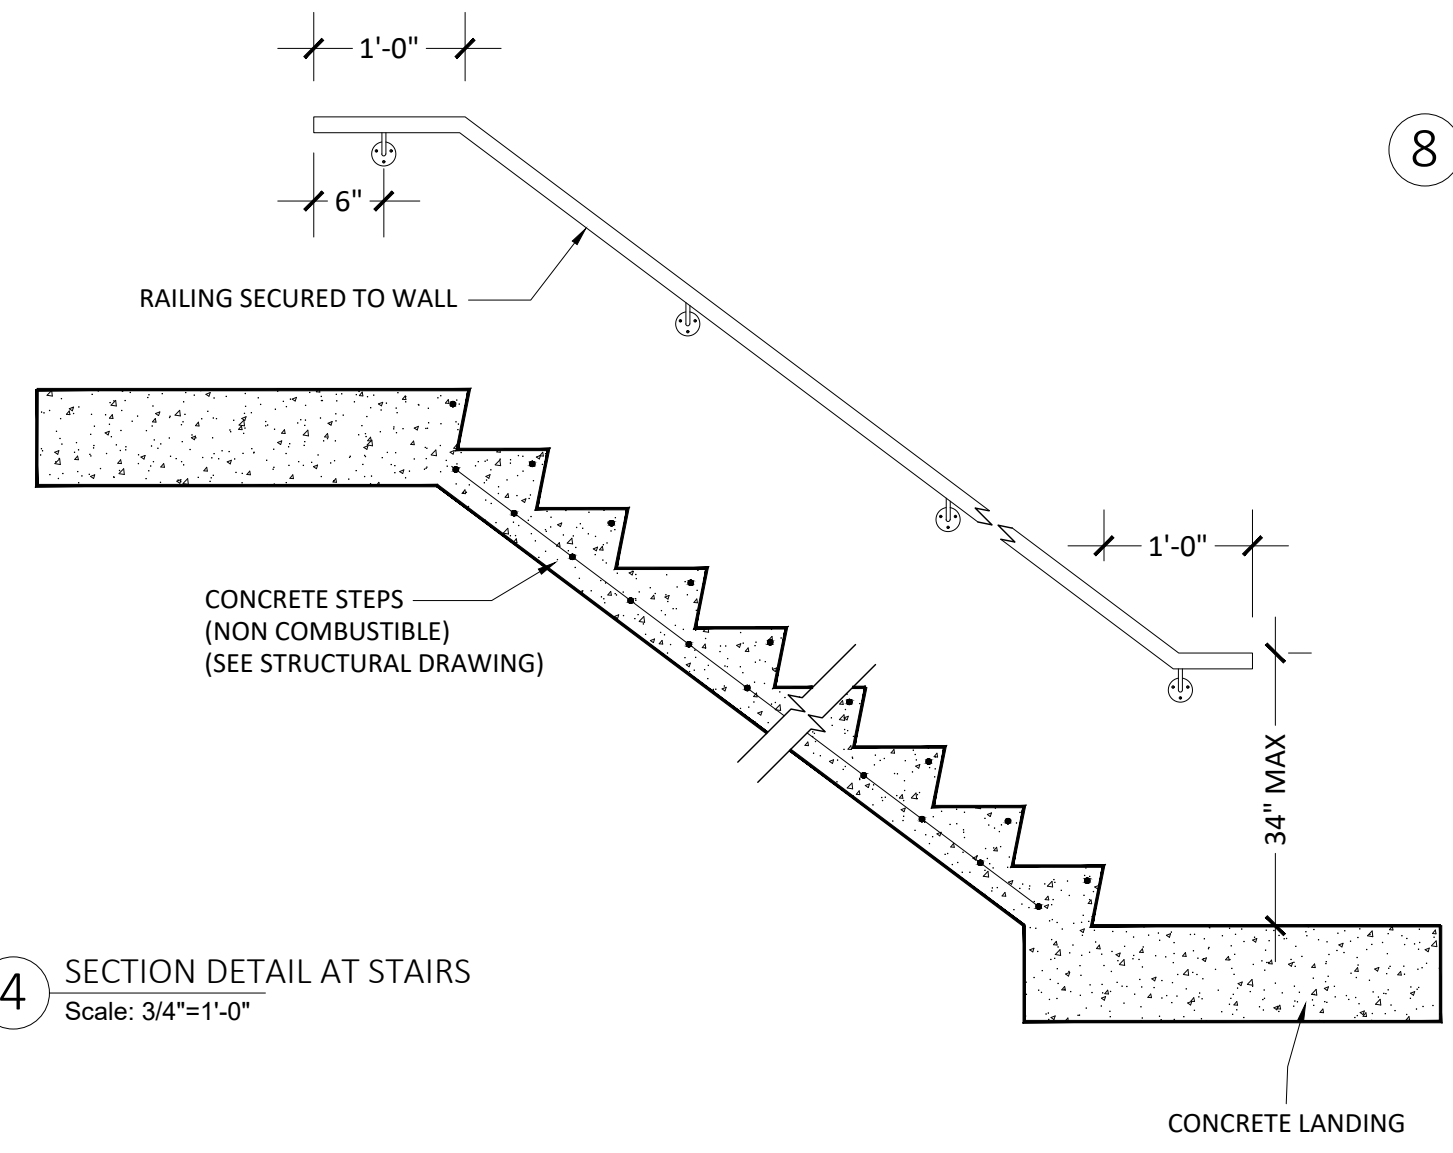 1'-0"
8
6"
RAILING SECURED TO WALL
1'-0"
CONCRETE STEPS
(NON COMBUSTIBLE)
(SEE STRUCTURAL DRAWING)
34" MAX
4
SECTION DETAIL AT STAIRS
Scale: 3/4"=1'-0"
CONCRETE LANDING